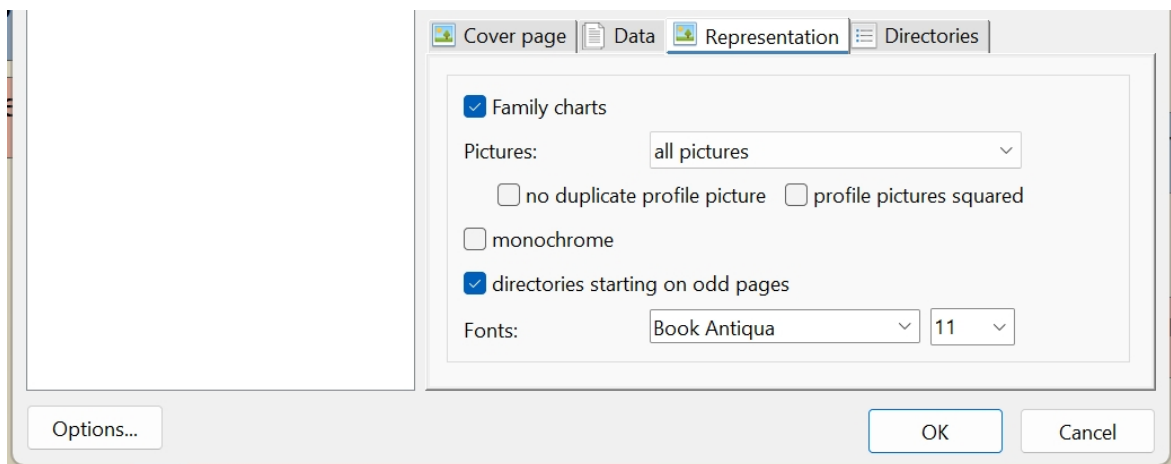 Cover page Data Representation Directories
Family charts
Pictures: all pictures
no duplicate profile picture profile pictures squared
monochrome
directories starting on odd pages
Fonts: Book Antiqua 11
Options... OK Cancel